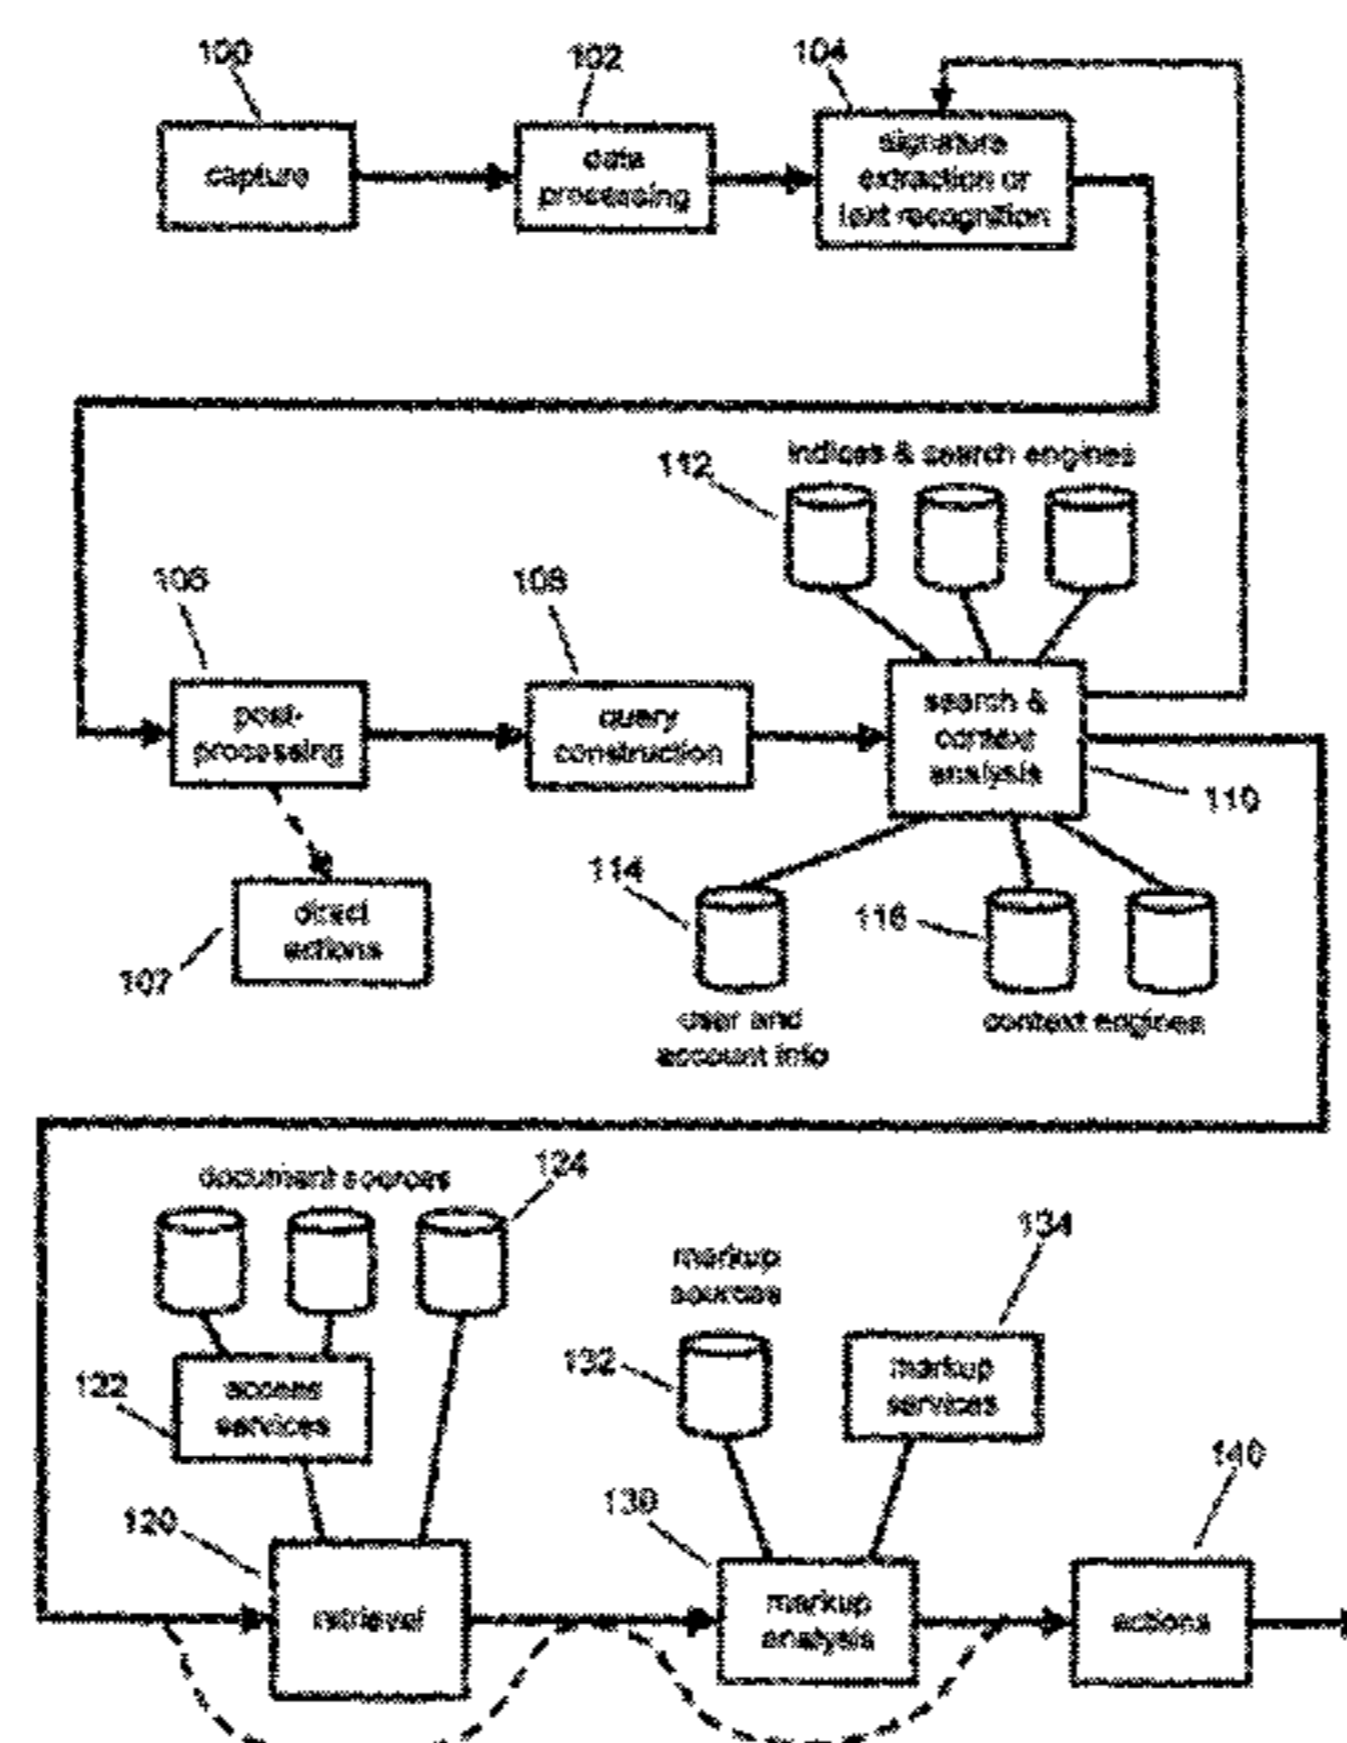 100
102
104
capture
data
processing
signature
extraction or
text recognition
indices & search engines
112
106
108
post-
processing
query
construction
search &
context
analysis
110
direct
actions
107
114
116
user and
account info
context engines
document sources
124
markup
sources
134
132
markup
services
122
access
services
140
120
130
retrieval
markup
analysis
actions